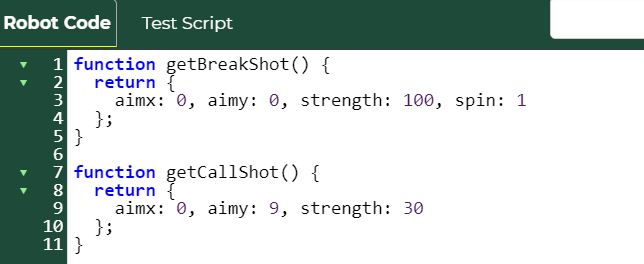 Robot Code Test Script
1 function getBreakShot() {
2   return {
3     aimx: 0, aimy: 0, strength: 100, spin: 1
4   };
5 }
6
7 function getCallShot() {
8   return {
9     aimx: 0, aimy: 9, strength: 30
10   };
11 }